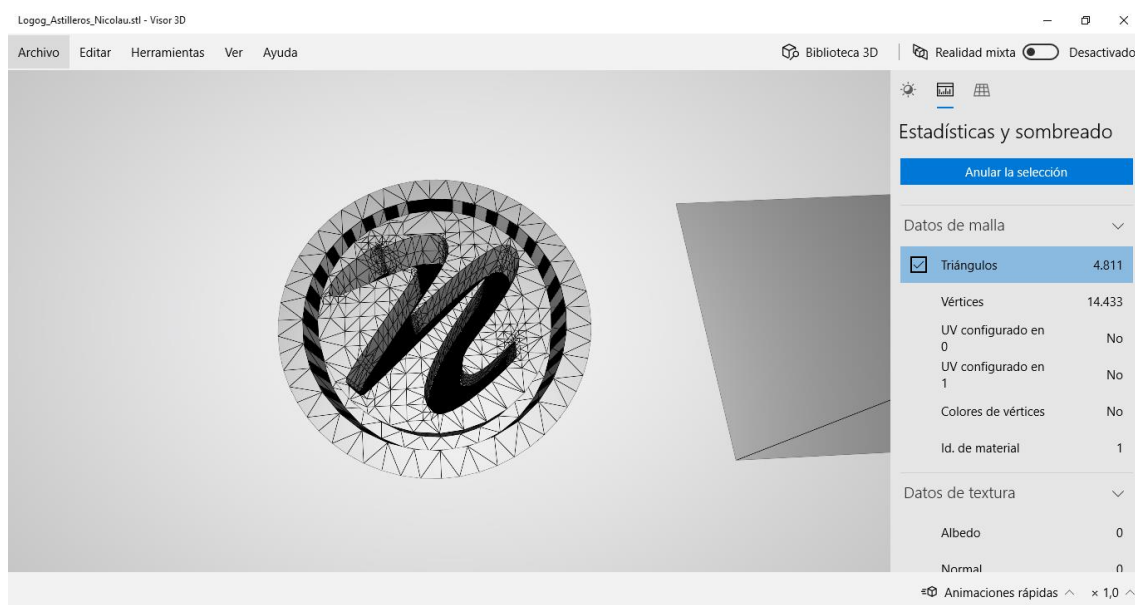 Logog_Astilleros_Nicolau.stl - Visor 3D
Archivo Editar Herramientas Ver Ayuda Biblioteca 3D Realidad mixta Desactivado
Estadísticas y sombreado
Anular la selección
Datos de malla
Triángulos 4.811
Vértices 14.433
UV configurado en
0 No
UV configurado en
1 No
Colores de vértices No
Id. de material 1
Datos de textura
Albedo 0
Normal 0
Animaciones rápidas × 1,0
n